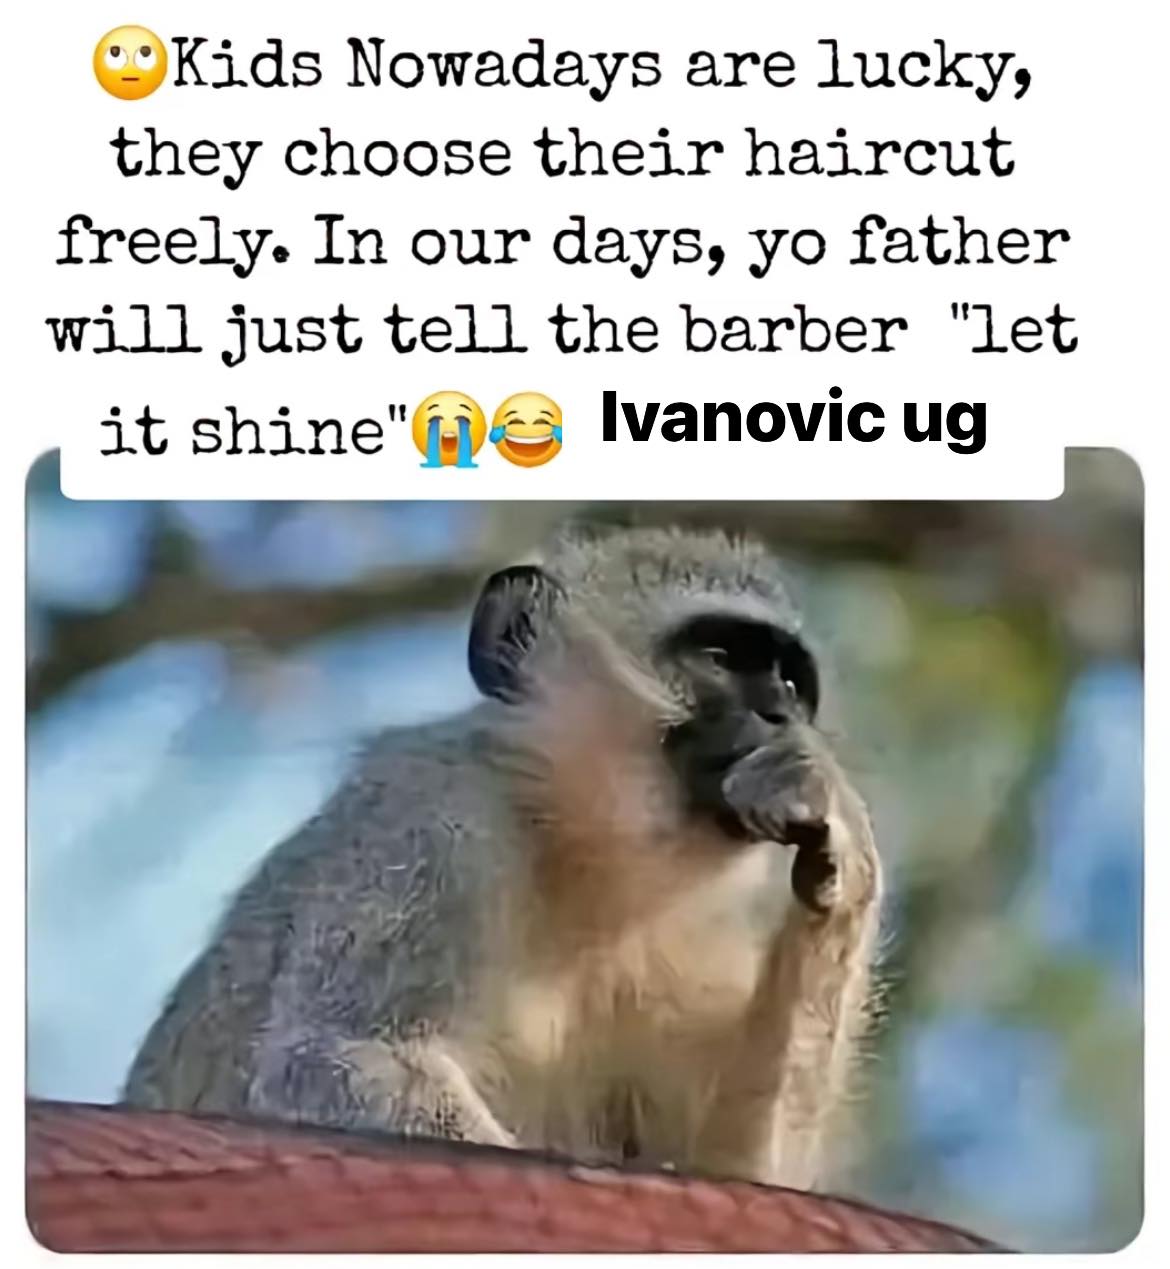 🙄Kids Nowadays are lucky,
they choose their haircut
freely. In our days, yo father
will just tell the barber "let
it shine"😭😂 Ivanovic ug